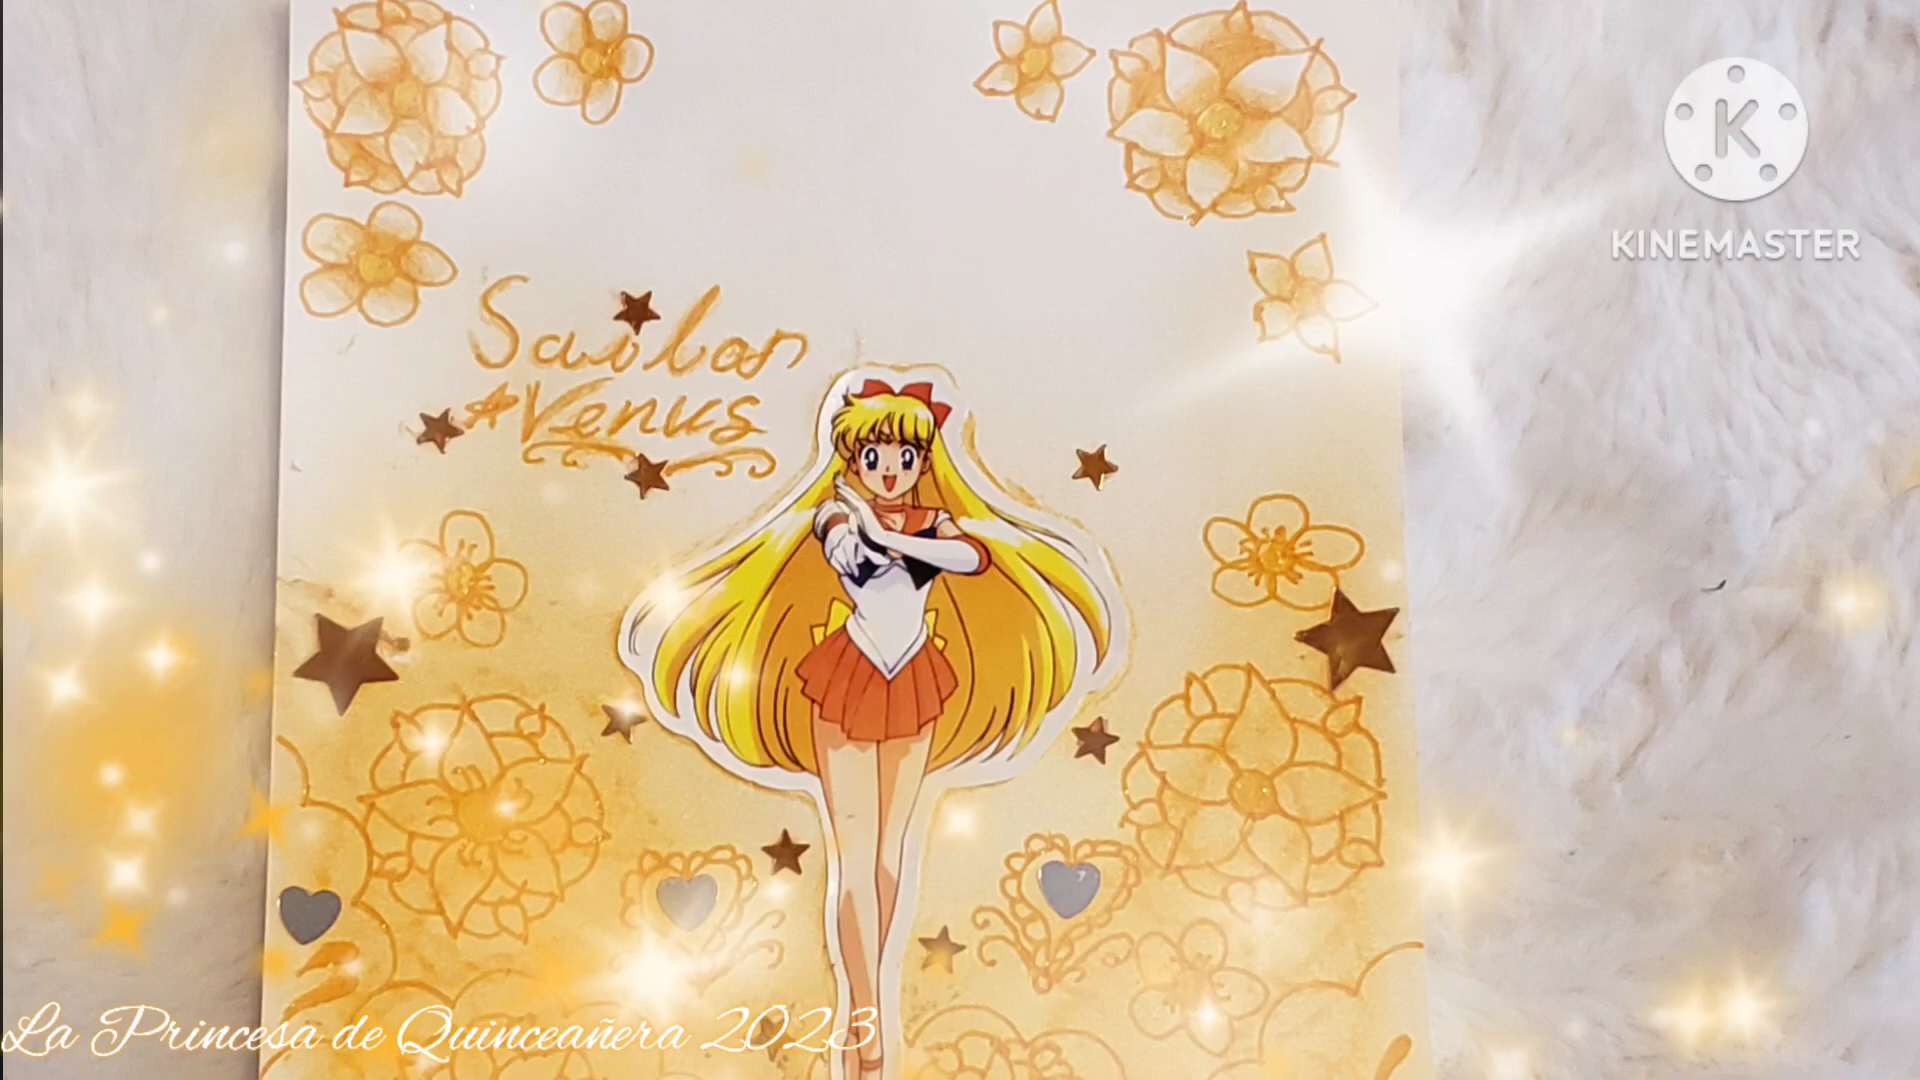 Sailor
Venus
K
KINEMASTER
La Princesa de Quinceañera 2023